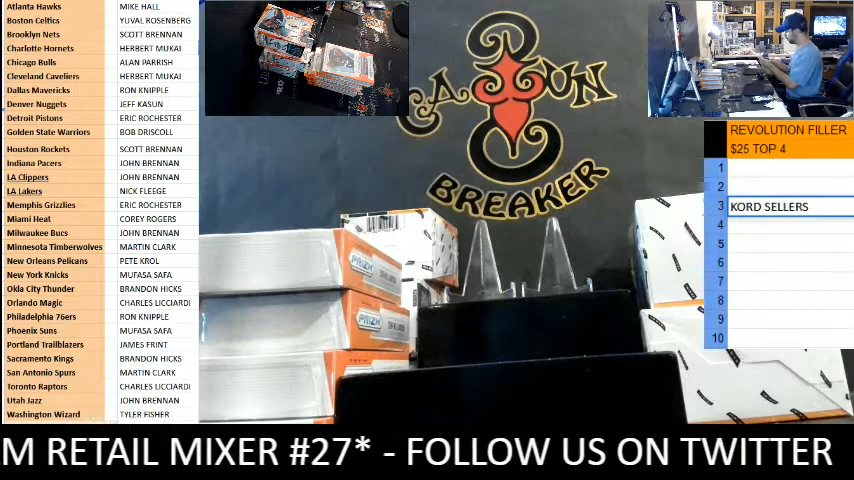 Atlanta Hawks MIKE HALL
Boston Celtics YUVAL ROSENBERG
Brooklyn Nets SCOTT BRENNAN
Charlotte Hornets HERBERT MUKAI
Chicago Bulls ALAN PARRISH
Cleveland Cavaliers HERBERT MUKAI
Dallas Mavericks RON KNIPPLE
Denver Nuggets JEFF KASUN
Detroit Pistons ERIC ROCHESTER
Golden State Warriors BOB DRISCOLL
Houston Rockets SCOTT BRENNAN
Indiana Pacers JOHN BRENNAN
LA Clippers JOHN BRENNAN
LA Lakers NICK FLEEGE
Memphis Grizzlies ERIC ROCHESTER
Miami Heat COREY ROGERS
Milwaukee Bucs JOHN BRENNAN
Minnesota Timberwolves MARTIN CLARK
New Orleans Pelicans PETE KROL
New York Knicks MUFASA SAFA
Okla City Thunder BRANDON HICKS
Orlando Magic CHARLES LICCIARDI
Philadelphia 76ers RON KNIPPLE
Phoenix Suns MUFASA SAFA
Portland Trailblazers JAMES FRINT
Sacramento Kings BRANDON HICKS
San Antonio Spurs MARTIN CLARK
Toronto Raptors CHARLES LICCIARDI
Utah Jazz JOHN BRENNAN
Washington Wizard TYLER FISHER
CAJUN
BREAKER
PRIZM
PRIZM
REVOLUTION FILLER
$25 TOP 4
1
2
3 KORD SELLERS
4
5
6
7
8
9
10
M RETAIL MIXER #27* - FOLLOW US ON TWITTER